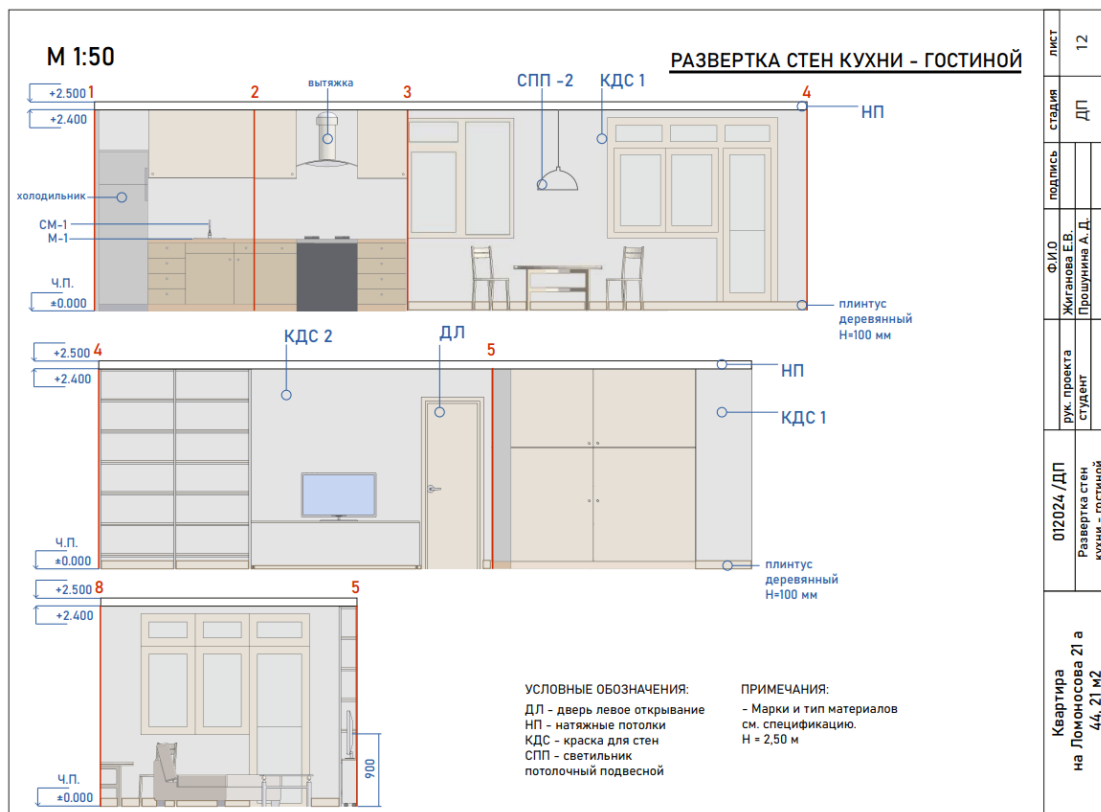 М 1:50
РАЗВЕРТКА СТЕН КУХНИ - ГОСТИНОЙ
+2.500
1
2
вытяжка
3
СПП -2
КДС 1
4
+2.400
НП
холодильник
СМ-1
М-1
Ч.П.
±0.000
плинтус
деревянный
Н=100 мм
+2.500
4
КДС 2
ДЛ
5
+2.400
НП
КДС 1
Ч.П.
±0.000
плинтус
деревянный
Н=100 мм
+2.500
8
5
+2.400
900
Ч.П.
±0.000
УСЛОВНЫЕ ОБОЗНАЧЕНИЯ:
ДЛ - дверь левое открывание
НП - натяжные потолки
КДС - краска для стен
СПП - светильник
потолочный подвесной
ПРИМЕЧАНИЯ:
- Марки и тип материалов
см. спецификацию.
Н = 2,50 м
лист
12
стадия
ДП
подпись
Ф.И.О
Жиганова Е.В.
Прошунина А. Д.
рук. проекта
студент
012024 /ДП
Развертка стен
кухни - гостиной
Квартира
на Ломоносова 21 а
44, 21 м2